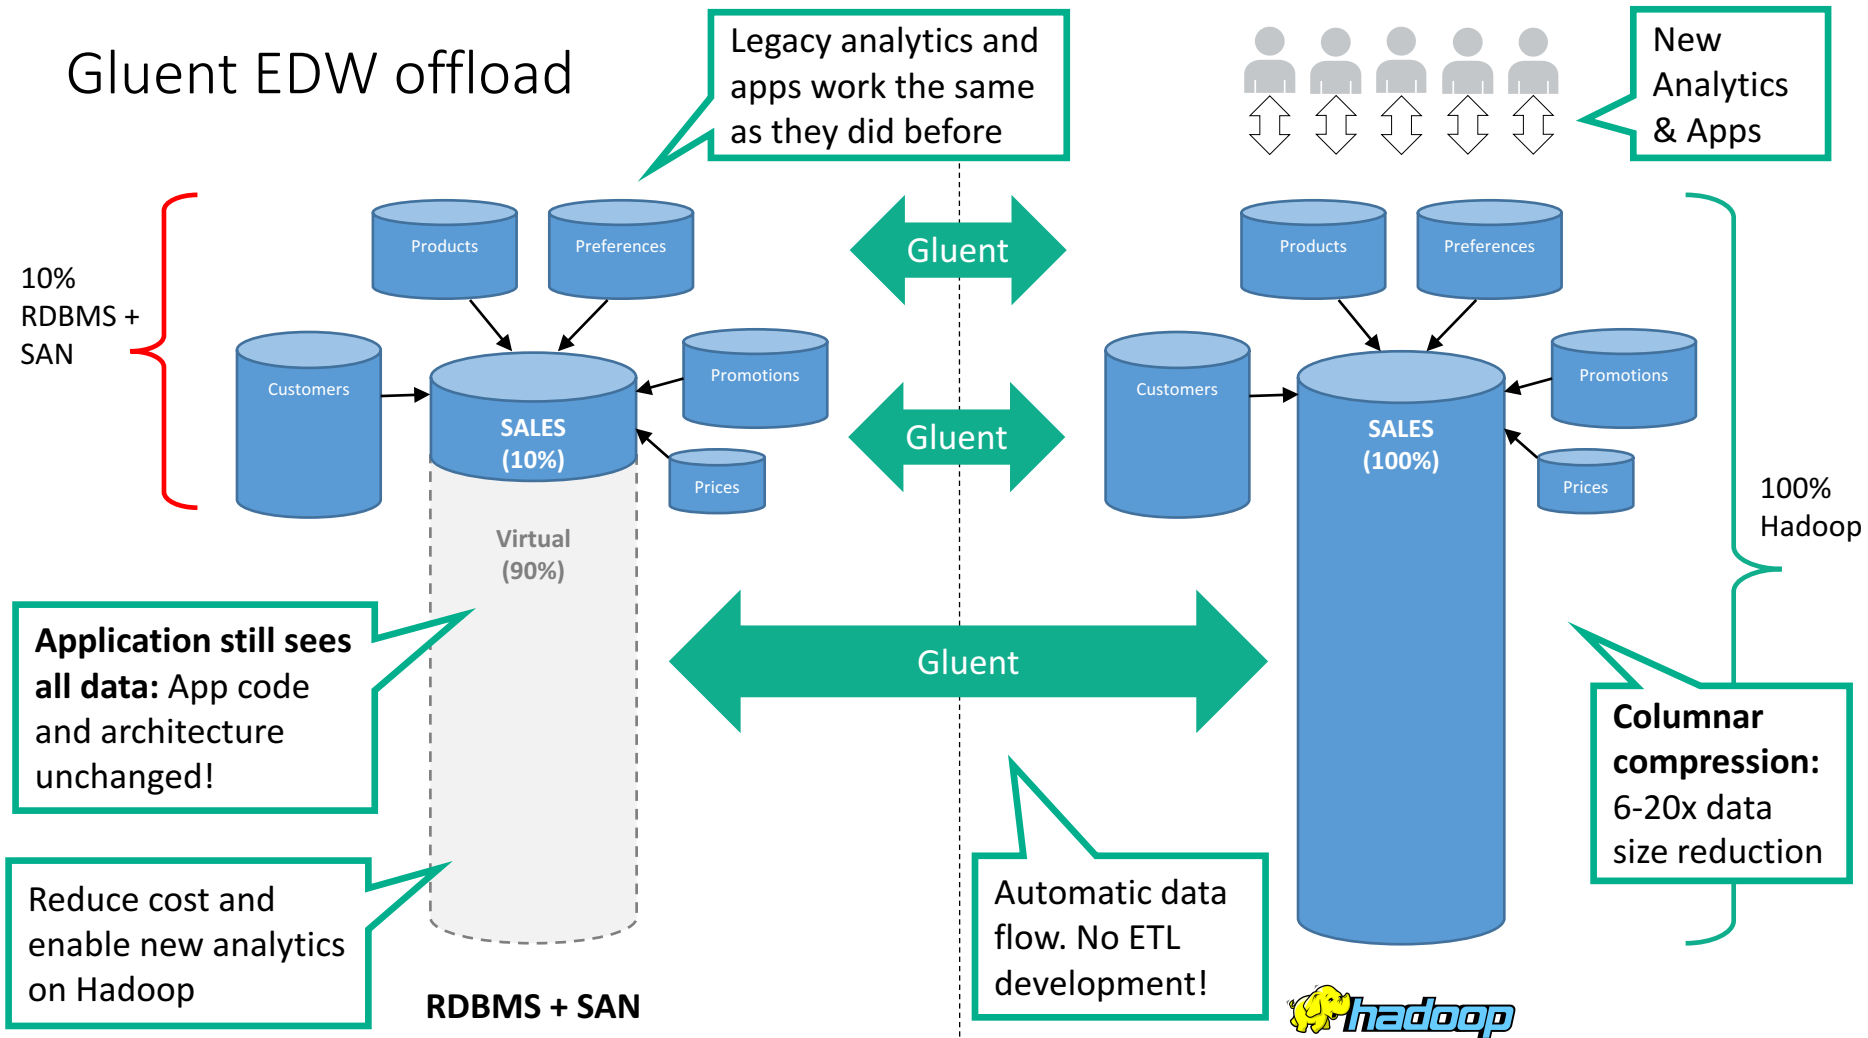 Gluent EDW offload
Legacy analytics and
apps work the same
as they did before
New
Analytics
& Apps
10%
RDBMS +
SAN
Products
Preferences
Customers
Promotions
SALES
(10%)
Prices
Virtual
(90%)
Gluent
Gluent
Gluent
Products
Preferences
Customers
Promotions
SALES
(100%)
Prices
100%
Hadoop
Application still sees
all data: App code
and architecture
unchanged!
Columnar
compression:
6-20x data
size reduction
Reduce cost and
enable new analytics
on Hadoop
Automatic data
flow. No ETL
development!
RDBMS + SAN
hadoop